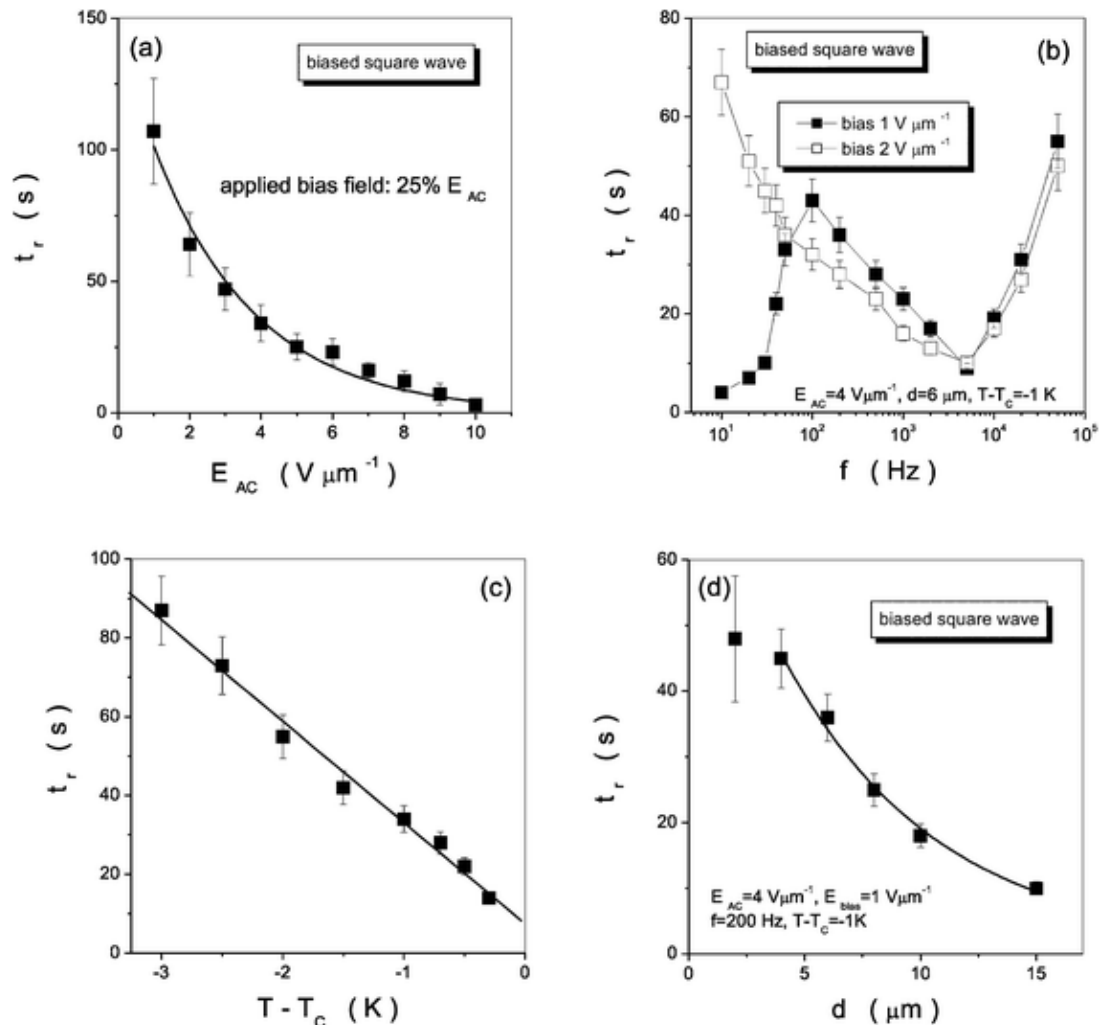 (a)
biased square wave
applied bias field: 25% E AC
150
100
50
0
0 2 4 6 8 10
t r (s)
E AC (V μm -1)
(b)
biased square wave
bias 1 V μm -1
bias 2 V μm -1
80
60
40
20
0
E AC=4 Vμm-1, d=6 μm, T-TC=-1 K
10^1 10^2 10^3 10^4 10^5
t r (s)
f (Hz)
(c)
100
80
60
40
20
0
-3 -2 -1 0
t r (s)
T - T C (K)
(d)
biased square wave
60
40
20
0
E AC=4 Vμm-1, E bias=1 Vμm-1
f=200 Hz, T-TC=-1K
0 5 10 15
t r (s)
d (μm)